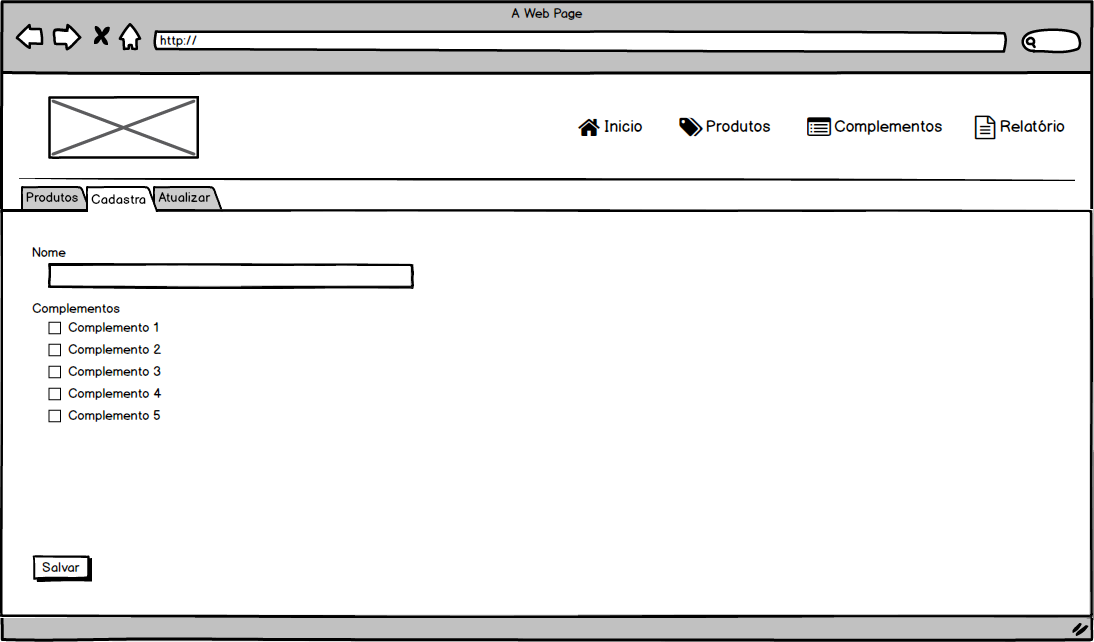 A Web Page
http://
Inicio Produtos Complementos Relatório
Produtos Cadastra Atualizar
Nome
Complementos
Complemento 1
Complemento 2
Complemento 3
Complemento 4
Complemento 5
Salvar